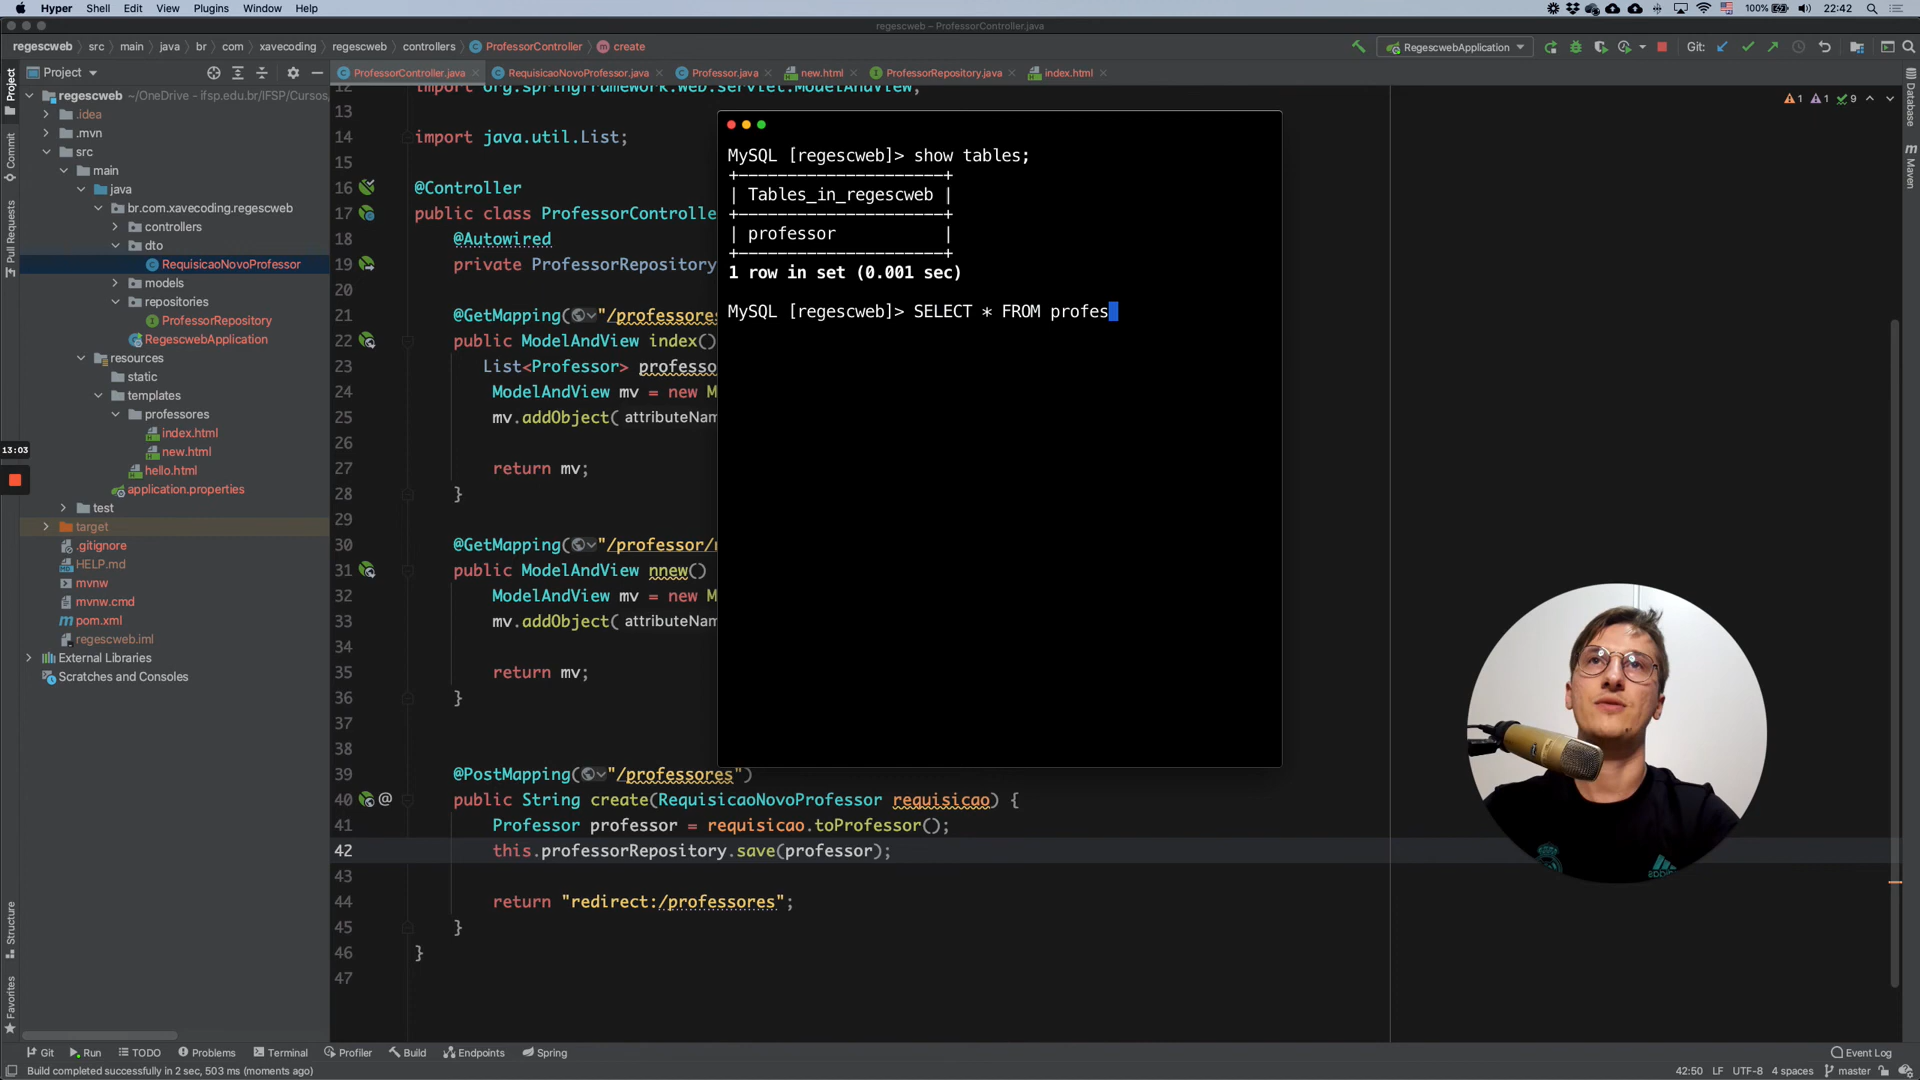 Hyper Shell Edit View Plugins Window Help
100% 22:42
regescweb – ProfessorController.java
regescweb src main java br com xavecoding regescweb controllers ProfessorController create
RegescwebApplication
Git:
Project
ProfessorController.java RequisicaoNovoProfessor.java Professor.java new.html ProfessorRepository.java index.html
regescweb ~/OneDrive - ifsp.edu.br/IFSP/Cursos
.idea
.mvn
src
main
java
br.com.xavecoding.regescweb
controllers
dto
RequisicaoNovoProfessor
models
repositories
ProfessorRepository
RegescwebApplication
resources
static
templates
professores
index.html
new.html
hello.html
application.properties
test
target
.gitignore
HELP.md
mvnw
mvnw.cmd
pom.xml
regescweb.iml
External Libraries
Scratches and Consoles
Project
Commit
Pull Requests
Structure
Favorites
13:03
12 import org.springframework.web.servlet.ModelAndView;
13
14 import java.util.List;
15
16 @Controller
17 public class ProfessorControlle
18 @Autowired
19 private ProfessorRepository
20
21 @GetMapping("/professores
22 public ModelAndView index()
23 List<Professor> professo
24 ModelAndView mv = new M
25 mv.addObject( attributeNam
26
27 return mv;
28 }
29
30 @GetMapping("/professor/n
31 public ModelAndView nnew()
32 ModelAndView mv = new M
33 mv.addObject( attributeNam
34
35 return mv;
36 }
37
38
39 @PostMapping("/professores")
40 @ public String create(RequisicaoNovoProfessor requisicao) {
41 Professor professor = requisicao.toProfessor();
42 this.professorRepository.save(professor);
43
44 return "redirect:/professores";
45 }
46 }
47
MySQL [regescweb]> show tables;
+---------------------+
| Tables_in_regescweb |
+---------------------+
| professor |
+---------------------+
1 row in set (0.001 sec)
MySQL [regescweb]> SELECT * FROM profes
1 1 9
Database
Maven
Git Run TODO Problems Terminal Profiler Build Endpoints Spring
Event Log
Build completed successfully in 2 sec, 503 ms (moments ago)
42:50 LF UTF-8 4 spaces master
adidas